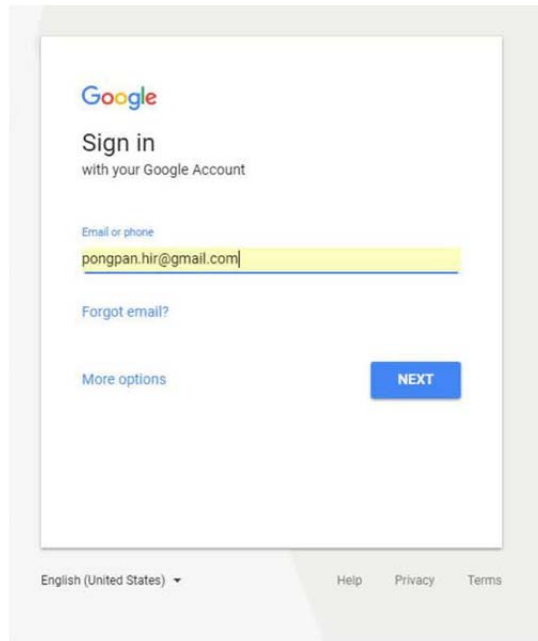 Google
Sign in
with your Google Account
Email or phone
pongpan.hir@gmail.com
Forgot email?
More options
NEXT
English (United States)
Help Privacy Terms